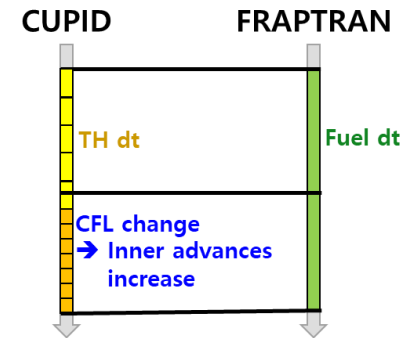 CUPID FRAPTRAN
TH dt
Fuel dt
CFL change
➔ Inner advances
increase